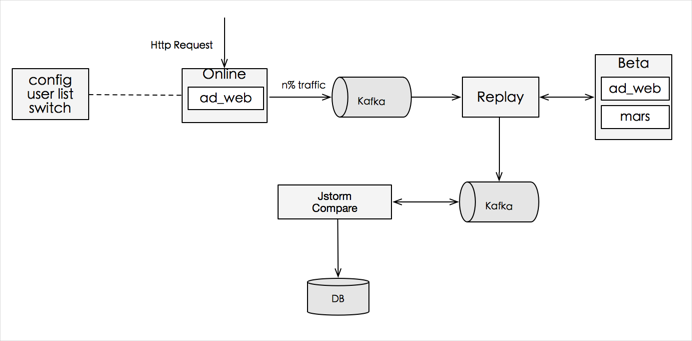 Http Request
config
user list
switch
Online
ad_web
n% traffic
Kafka
Replay
Beta
ad_web
mars
Jstorm
Compare
Kafka
DB